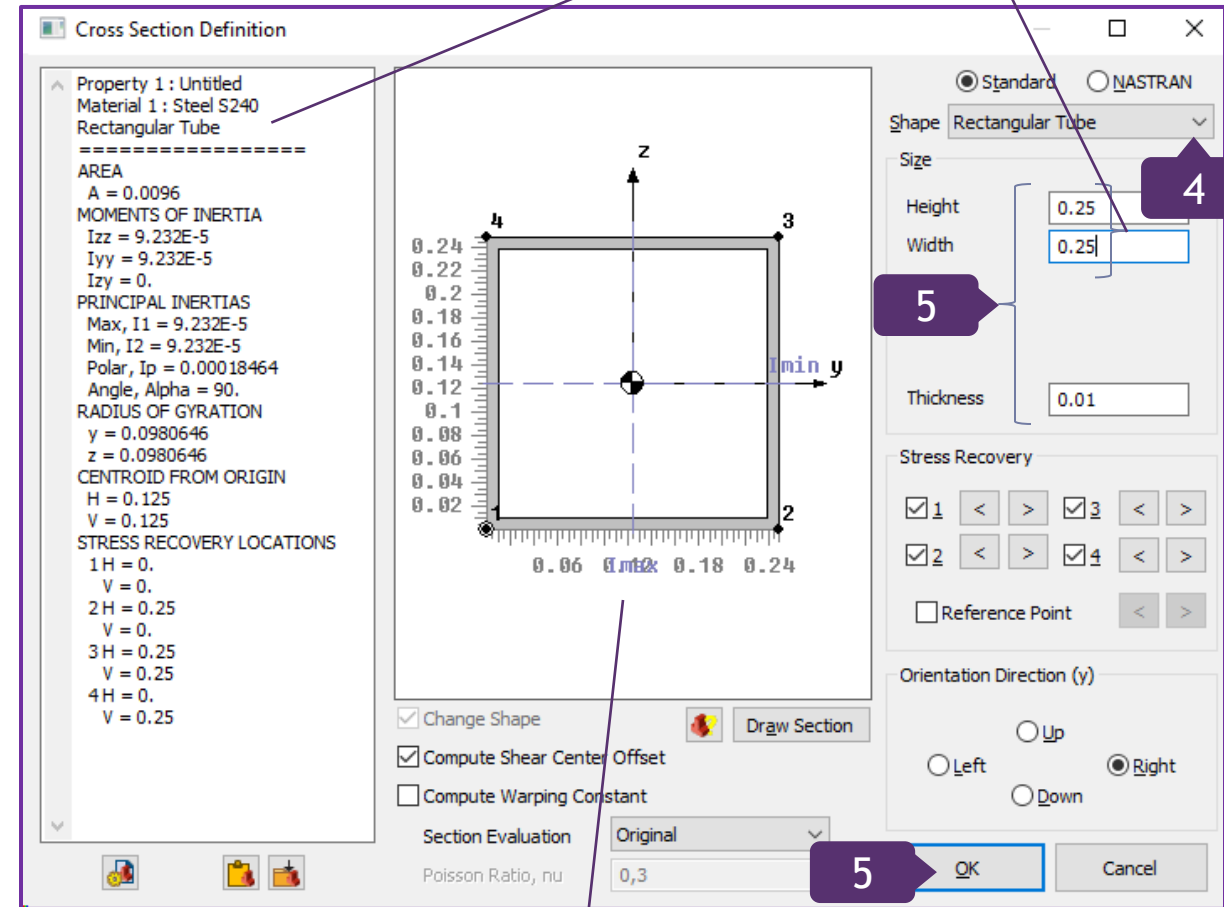 Cross Section Definition
Property 1 : Untitled
Material 1 : Steel S240
Rectangular Tube
==================
AREA
A = 0.0096
MOMENTS OF INERTIA
Izz = 9.232E-5
Iyy = 9.232E-5
Izy = 0.
PRINCIPAL INERTIAS
Max, I1 = 9.232E-5
Min, I2 = 9.232E-5
Polar, Ip = 0.00018464
Angle, Alpha = 90.
RADIUS OF GYRATION
y = 0.0980646
z = 0.0980646
CENTROID FROM ORIGIN
H = 0.125
V = 0.125
STRESS RECOVERY LOCATIONS
1 H = 0.
V = 0.
2 H = 0.25
V = 0.
3 H = 0.25
V = 0.25
4 H = 0.
V = 0.25
z
4 3
0.24
0.22
0.2
0.18
0.16
0.14 Imin y
0.12
0.1
0.08
0.06
0.04
0.02 1 2
0.06 0.12 Imax 0.18 0.24
Change Shape Draw Section
Compute Shear Center Offset
Compute Warping Constant
Section Evaluation Original
Poisson Ratio, nu 0,3
Standard NASTRAN
Shape Rectangular Tube
4
Size
Height 0.25
Width 0.25
5
Thickness 0.01
Stress Recovery
1 < > 3 < >
2 < > 4 < >
Reference Point < >
Orientation Direction (y)
Up
Left Right
Down
5 OK Cancel